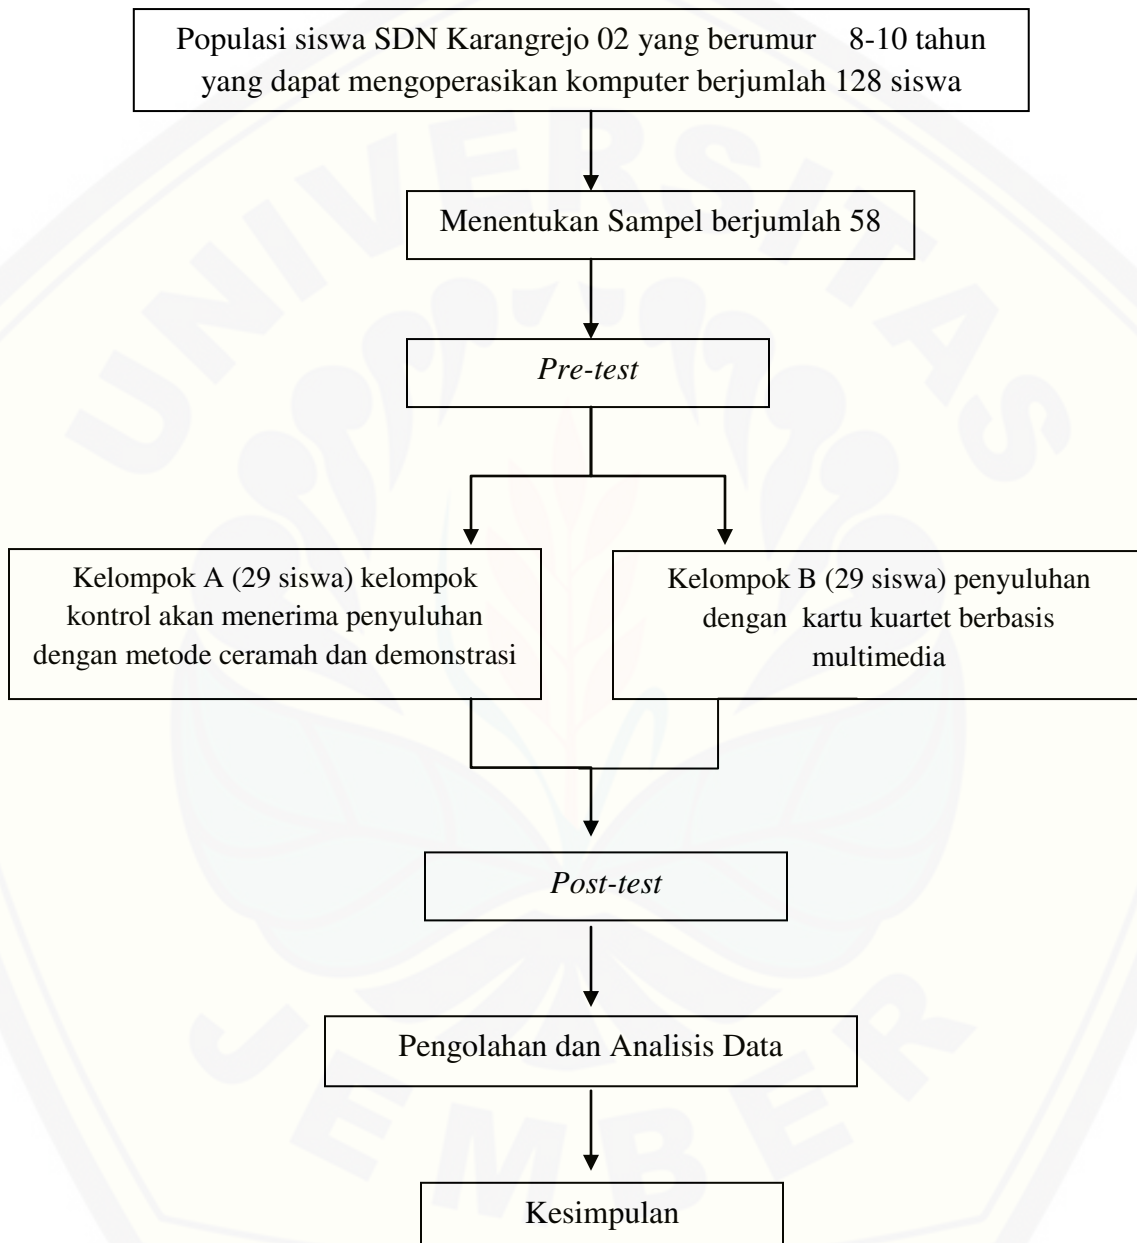 Populasi siswa SDN Karangrejo 02 yang berumur 8-10 tahun
yang dapat mengoperasikan komputer berjumlah 128 siswa
UNIVERSITAS
Menentukan Sampel berjumlah 58
Pre-test
Kelompok A (29 siswa) kelompok
kontrol akan menerima penyuluhan
dengan metode ceramah dan demonstrasi
Kelompok B (29 siswa) penyuluhan
dengan kartu kuartet berbasis
multimedia
Post-test
Pengolahan dan Analisis Data
JEMBER
Kesimpulan